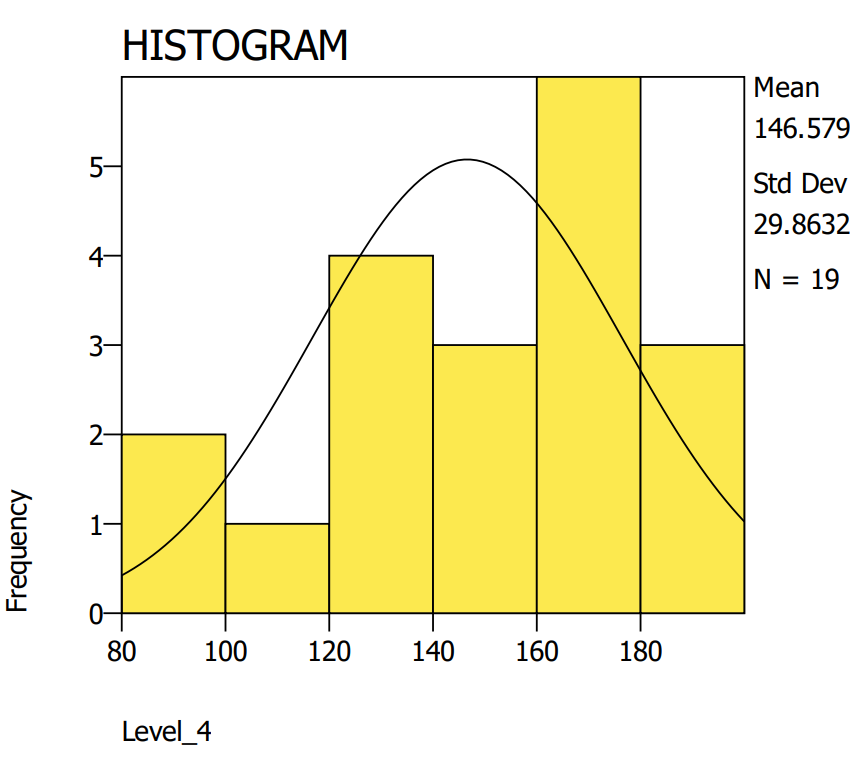 HISTOGRAM
Mean
146.579
Std Dev
29.8632
N = 19
5
4
3
2
1
0
Frequency
80 100 120 140 160 180
Level_4